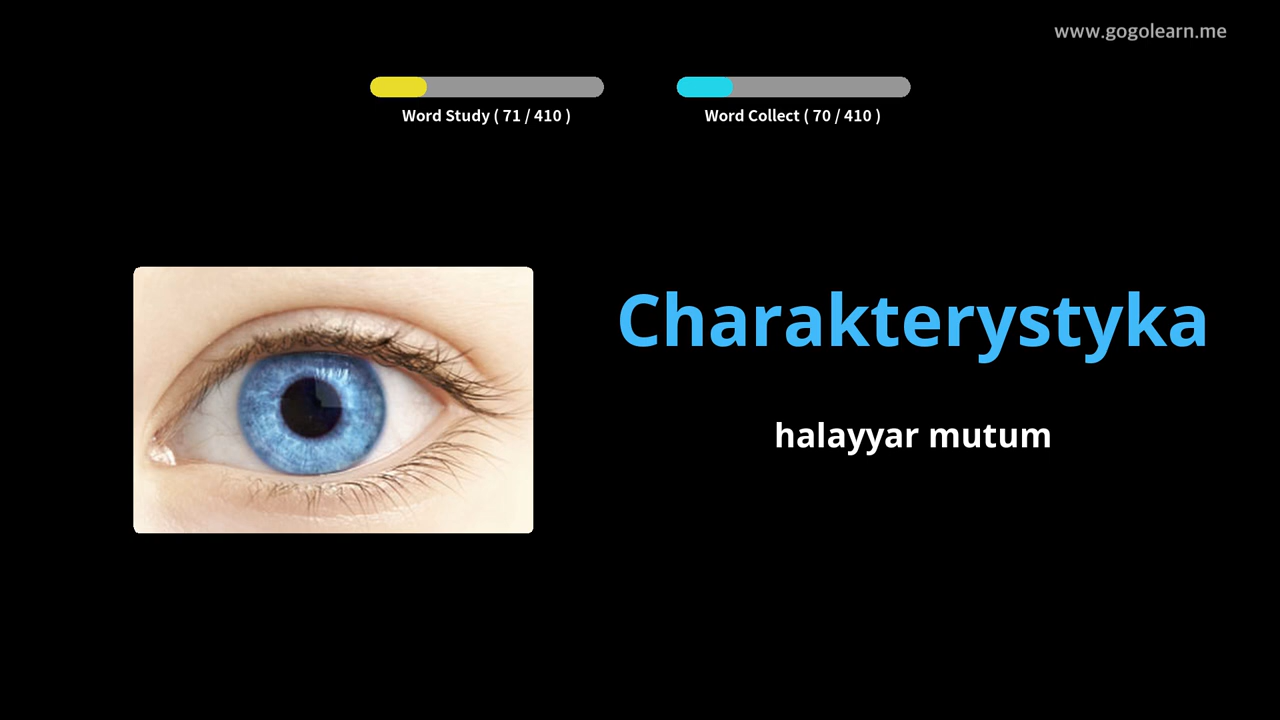 www.gogolearn.me
Word Study ( 71 / 410 )
Word Collect ( 70 / 410 )
Charakterystyka
halayyar mutum